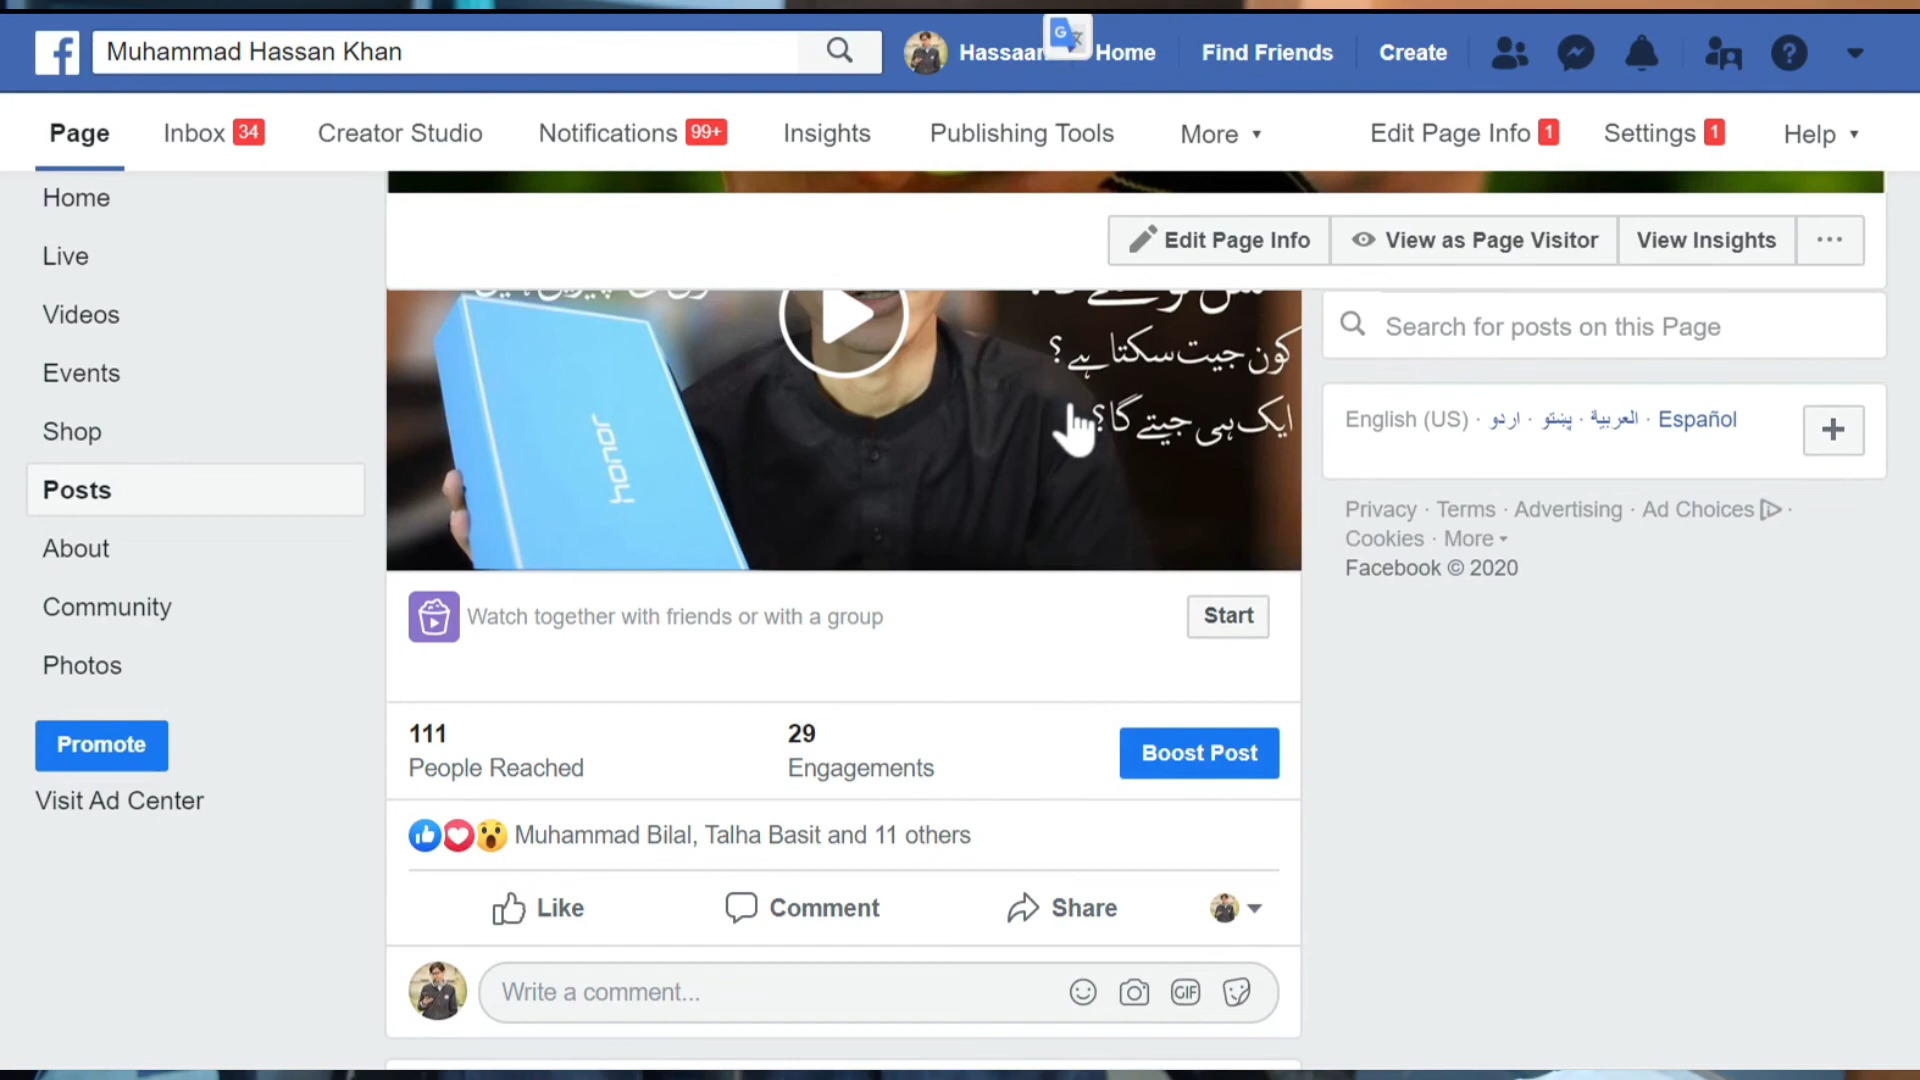 Muhammad Hassan Khan
Hassaan
Home
Find Friends
Create
Page
Inbox 34
Creator Studio
Notifications 99+
Insights
Publishing Tools
More
Edit Page Info 1
Settings 1
Help
Home
Live
Videos
Events
Shop
Posts
About
Community
Photos
Promote
Visit Ad Center
Edit Page Info
View as Page Visitor
View Insights
کون جیت سکتا ہے؟
ایک ہی جیتے گا؟
honor
Search for posts on this Page
English (US) · اردو · پښتو · العربية · Español
Privacy · Terms · Advertising · Ad Choices ·
Cookies · More
Facebook © 2020
Watch together with friends or with a group
Start
111
People Reached
29
Engagements
Boost Post
Muhammad Bilal, Talha Basit and 11 others
Like
Comment
Share
Write a comment...
GIF